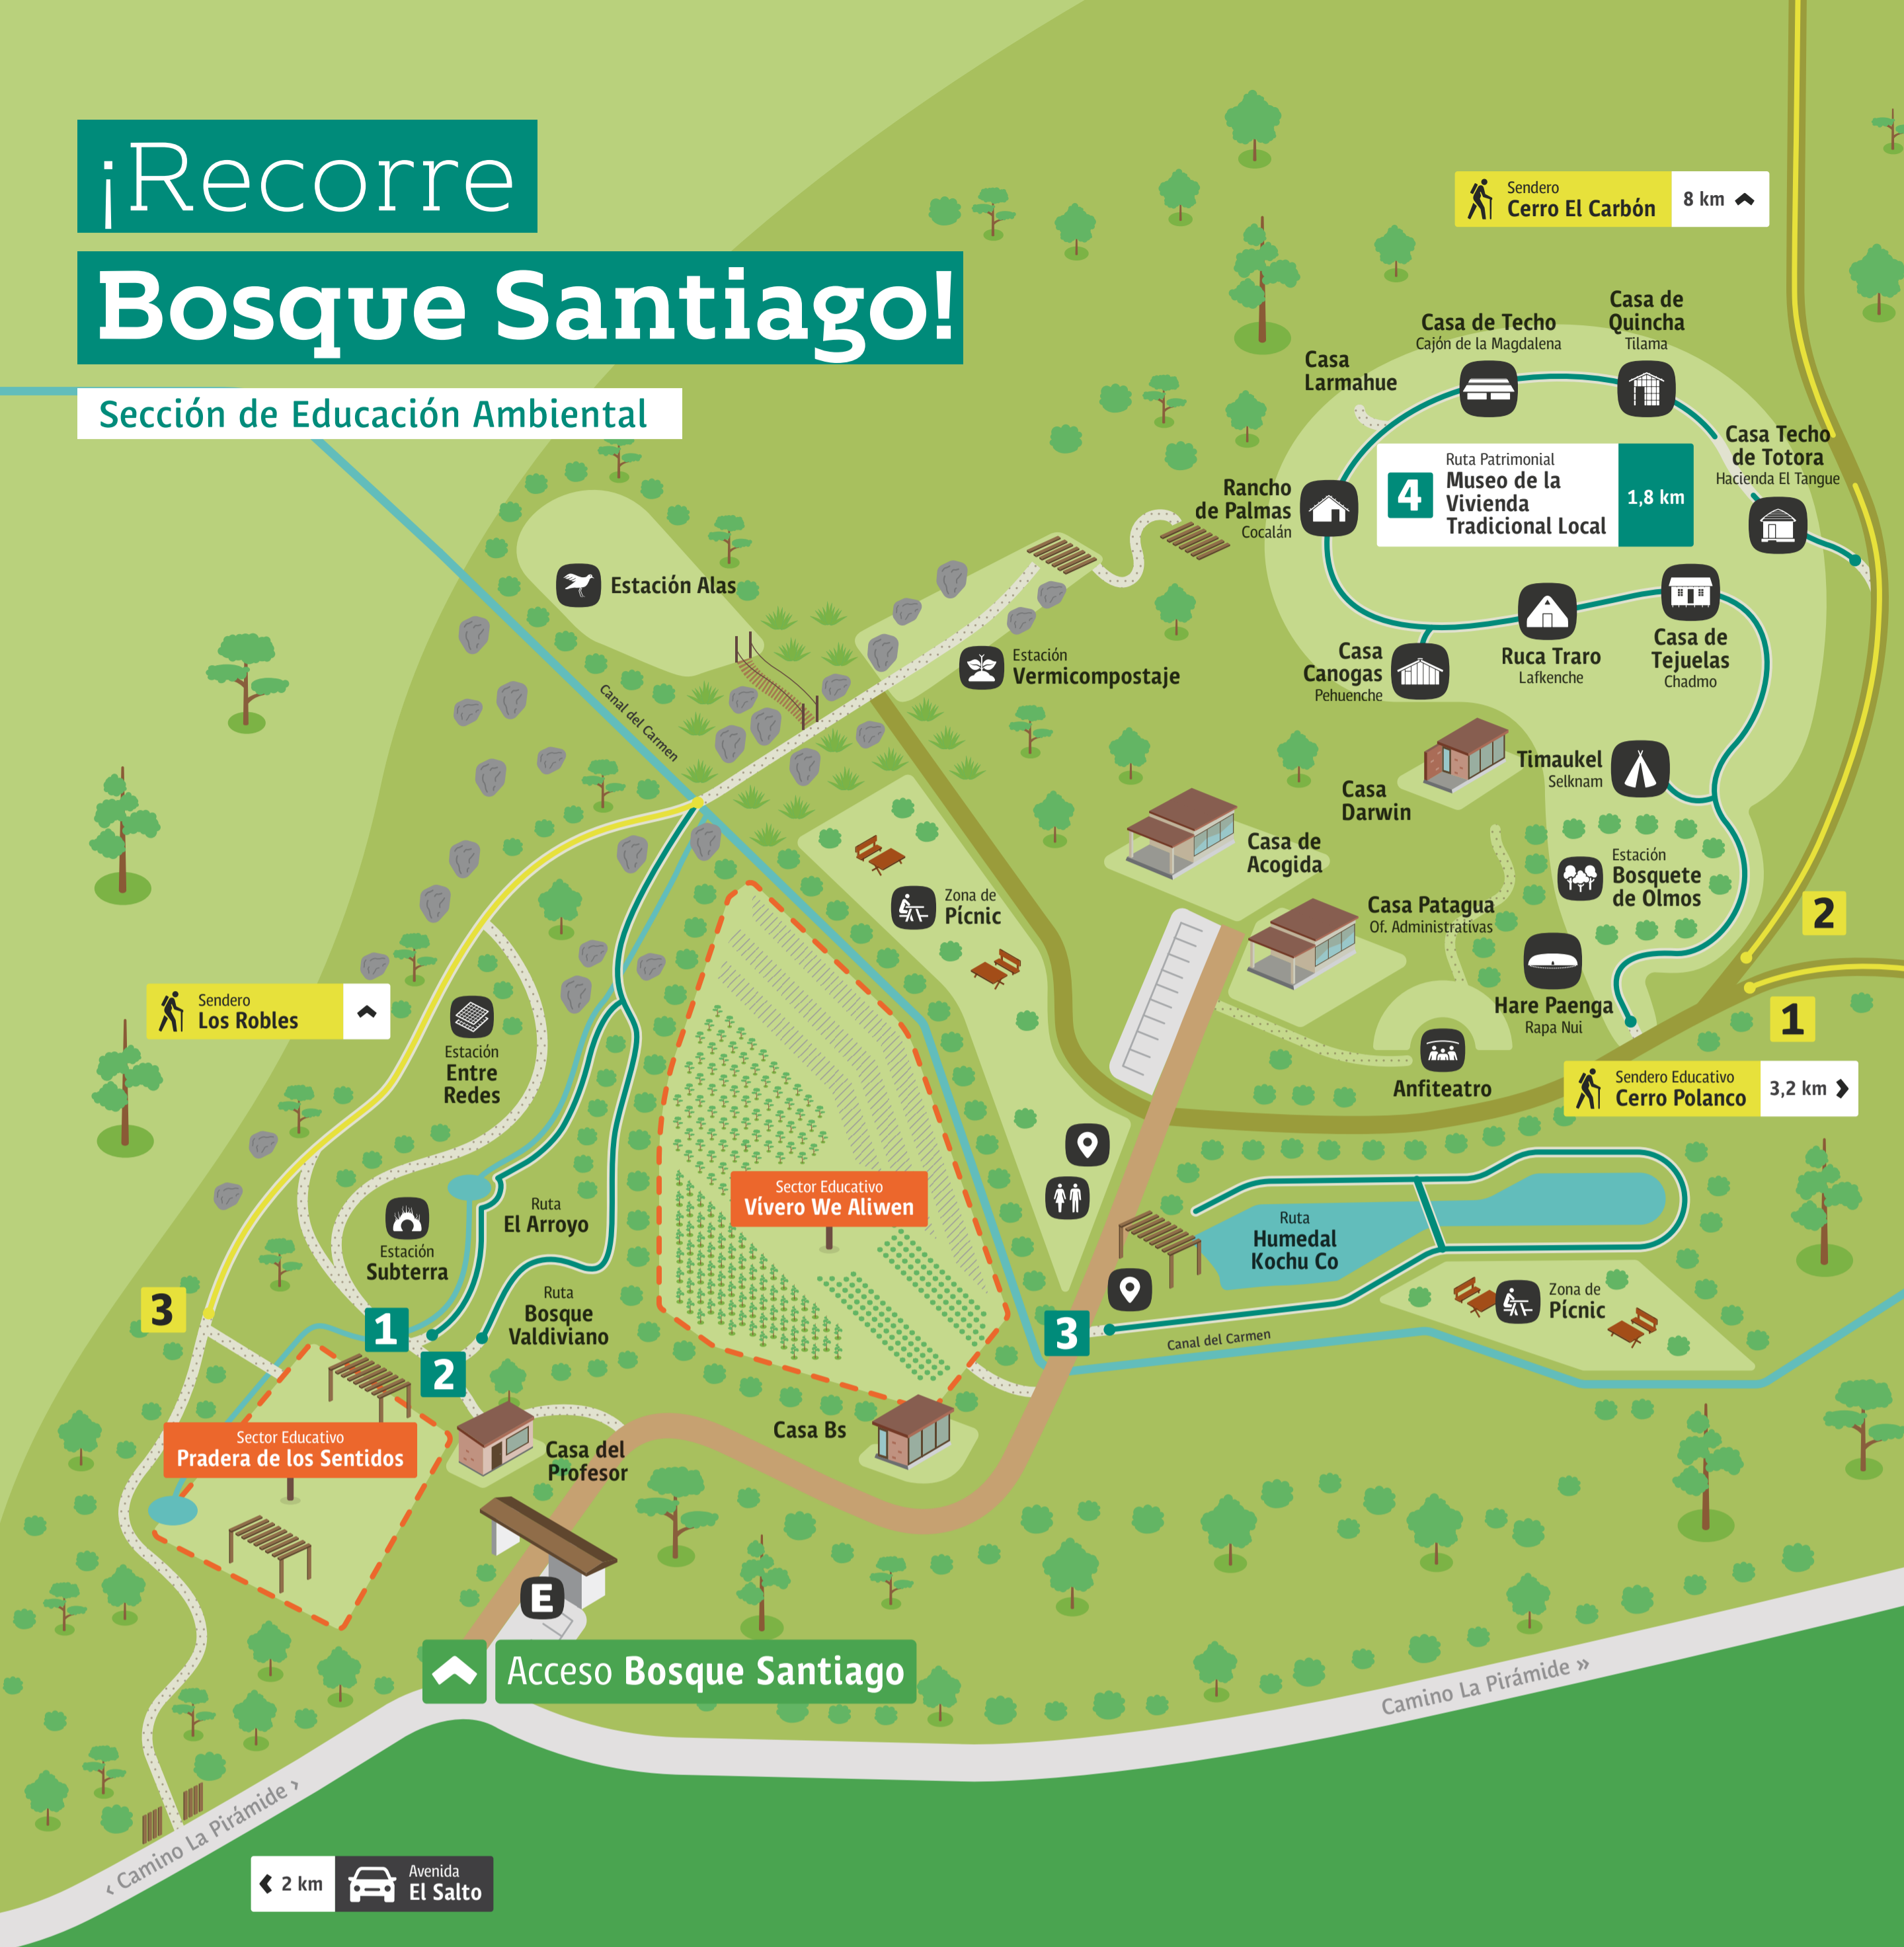 ¡Recorre
Bosque Santiago!
Sección de Educación Ambiental
Sendero
Cerro El Carbón
8 km
Casa de
Quincha
Tilama
Casa de Techo
Cajón de la Magdalena
Casa
Larmahue
Casa Techo
de Totora
Hacienda El Tangue
4
Ruta Patrimonial
Museo de la
Vivienda
Tradicional Local
1,8 km
Rancho
de Palmas
Cocalán
Estación Alas
Estación
Vermicompostaje
Canal del Carmen
Casa
Canogas
Pehuenche
Ruca Traro
Lafkenche
Casa de
Tejuelas
Chadmo
Timaukel
Selknam
Casa
Darwin
Casa de
Acogida
Estación
Bosquete
de Olmos
Zona de
Pícnic
Casa Patagua
Of. Administrativas
2
Hare Paenga
Rapa Nui
1
Sendero
Los Robles
Estación
Entre
Redes
Anfiteatro
Sendero Educativo
Cerro Polanco
3,2 km
Sector Educativo
Vívero We Aliwen
Ruta
El Arroyo
Estación
Subterra
Ruta
Humedal
Kochu Co
Ruta
Bosque
Valdiviano
Zona de
Pícnic
3
1
2
3
Canal del Carmen
Sector Educativo
Pradera de los Sentidos
Casa del
Profesor
Casa Bs
E
Acceso Bosque Santiago
Camino La Pirámide »
‹ Camino La Pirámide ›
2 km
Avenida
El Salto